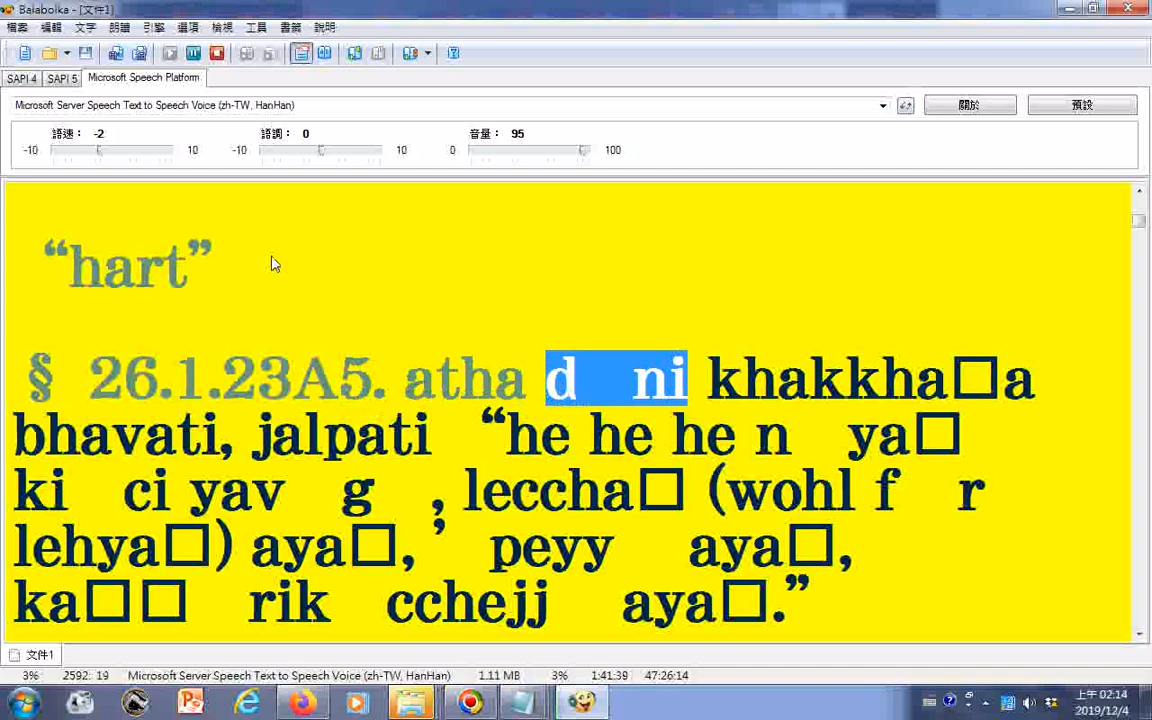 Balabolka - [文件1]
檔案 編輯 文字 朗讀 引擎 選項 檢視 工具 書籤 說明
SAPI 4 SAPI 5 Microsoft Speech Platform
Microsoft Server Speech Text to Speech Voice (zh-TW, HanHan) 關於 預設
語速： -2 語調： 0 音量： 95
-10 10 -10 10 0 100
“hart”
§ 26.1.23A5. atha d ni khakkha□a
bhavati, jalpati “he he he n ya□
ki ci yav g , leccha□ (wohl f r
lehya□) aya□, ’ peyy aya□,
ka□□ rik cchejj aya□.”
文件1
3% 2592: 19 Microsoft Server Speech Text to Speech Voice (zh-TW, HanHan) 1.11 MB 3% 1:41:39 47:26:14
上午 02:14
2019/12/4